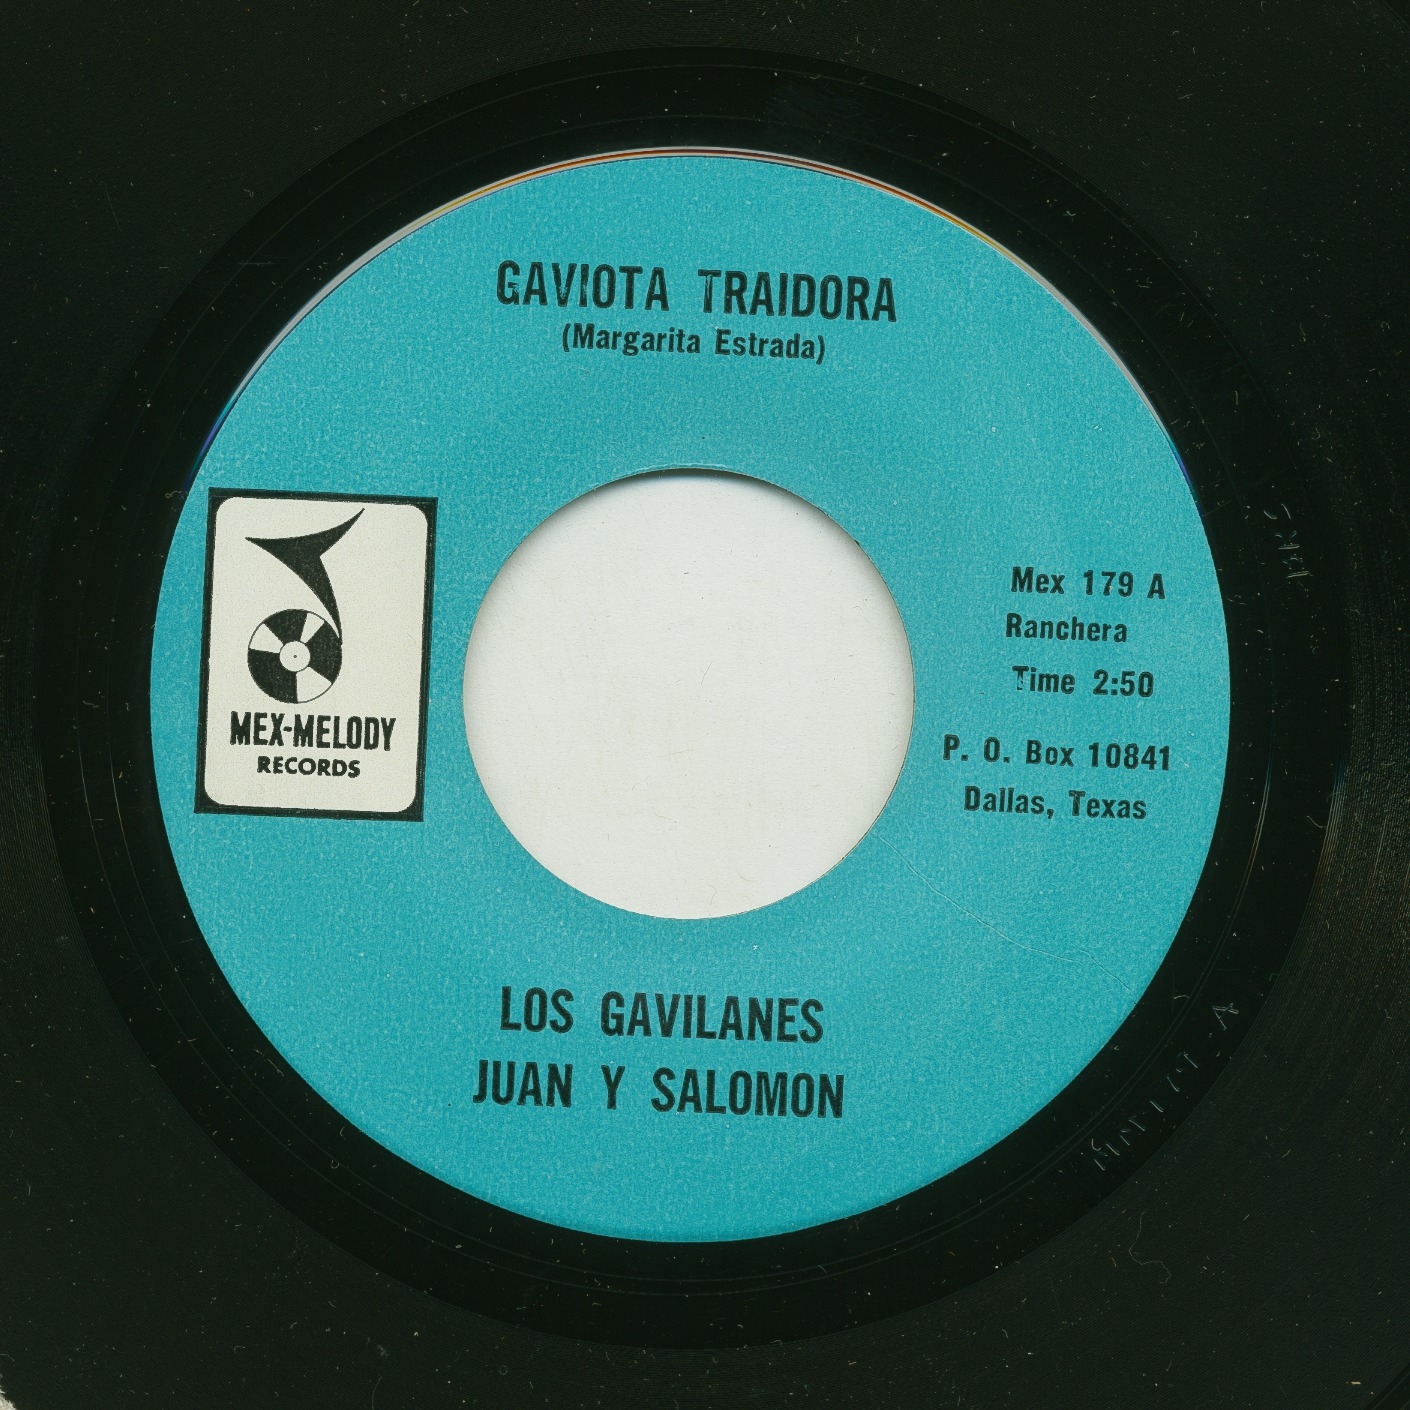 GAVIOTA TRAIDORA
(Margarita Estrada)
MEX-MELODY
RECORDS
Mex 179 A
Ranchera
Time 2:50
P. O. Box 10841
Dallas, Texas
LOS GAVILANES
JUAN Y SALOMON